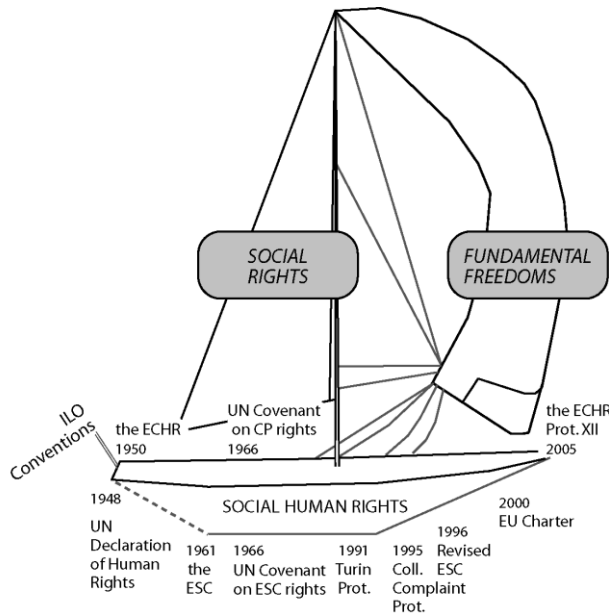 SOCIAL
RIGHTS
FUNDAMENTAL
FREEDOMS
ILO
Conventions
the ECHR
1950
UN Covenant
on CP rights
1966
the ECHR
Prot. XII
2005
SOCIAL HUMAN RIGHTS
1948
UN
Declaration
of Human
Rights
1961
the
ESC
1966
UN Covenant
on ESC rights
1991
Turin
Prot.
1995
Coll.
Complaint
Prot.
1996
Revised
ESC
2000
EU Charter